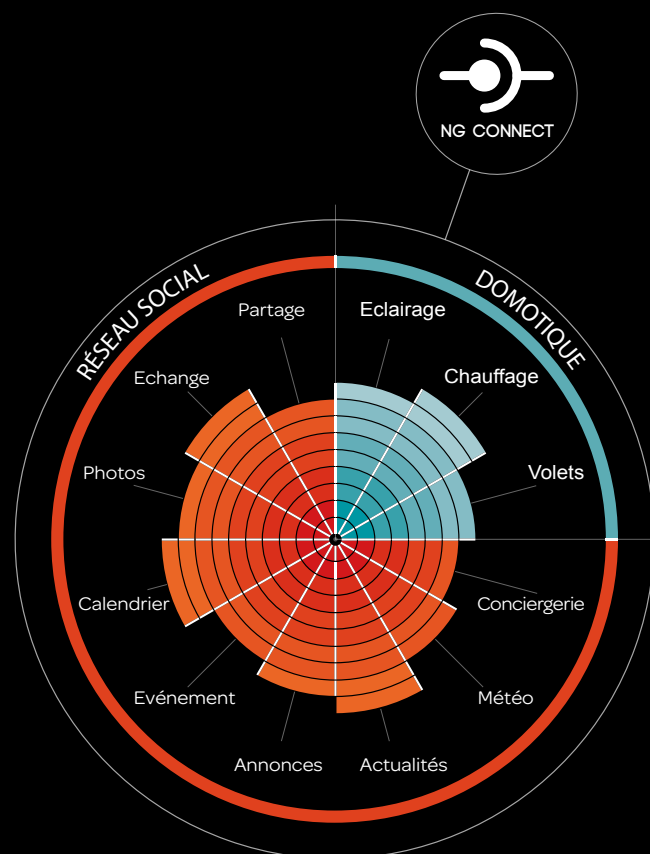 NG CONNECT
RÉSEAU SOCIAL
DOMOTIQUE
Partage
Eclairage
Echange
Chauffage
Photos
Volets
Calendrier
Conciergerie
Evénement
Météo
Annonces
Actualités